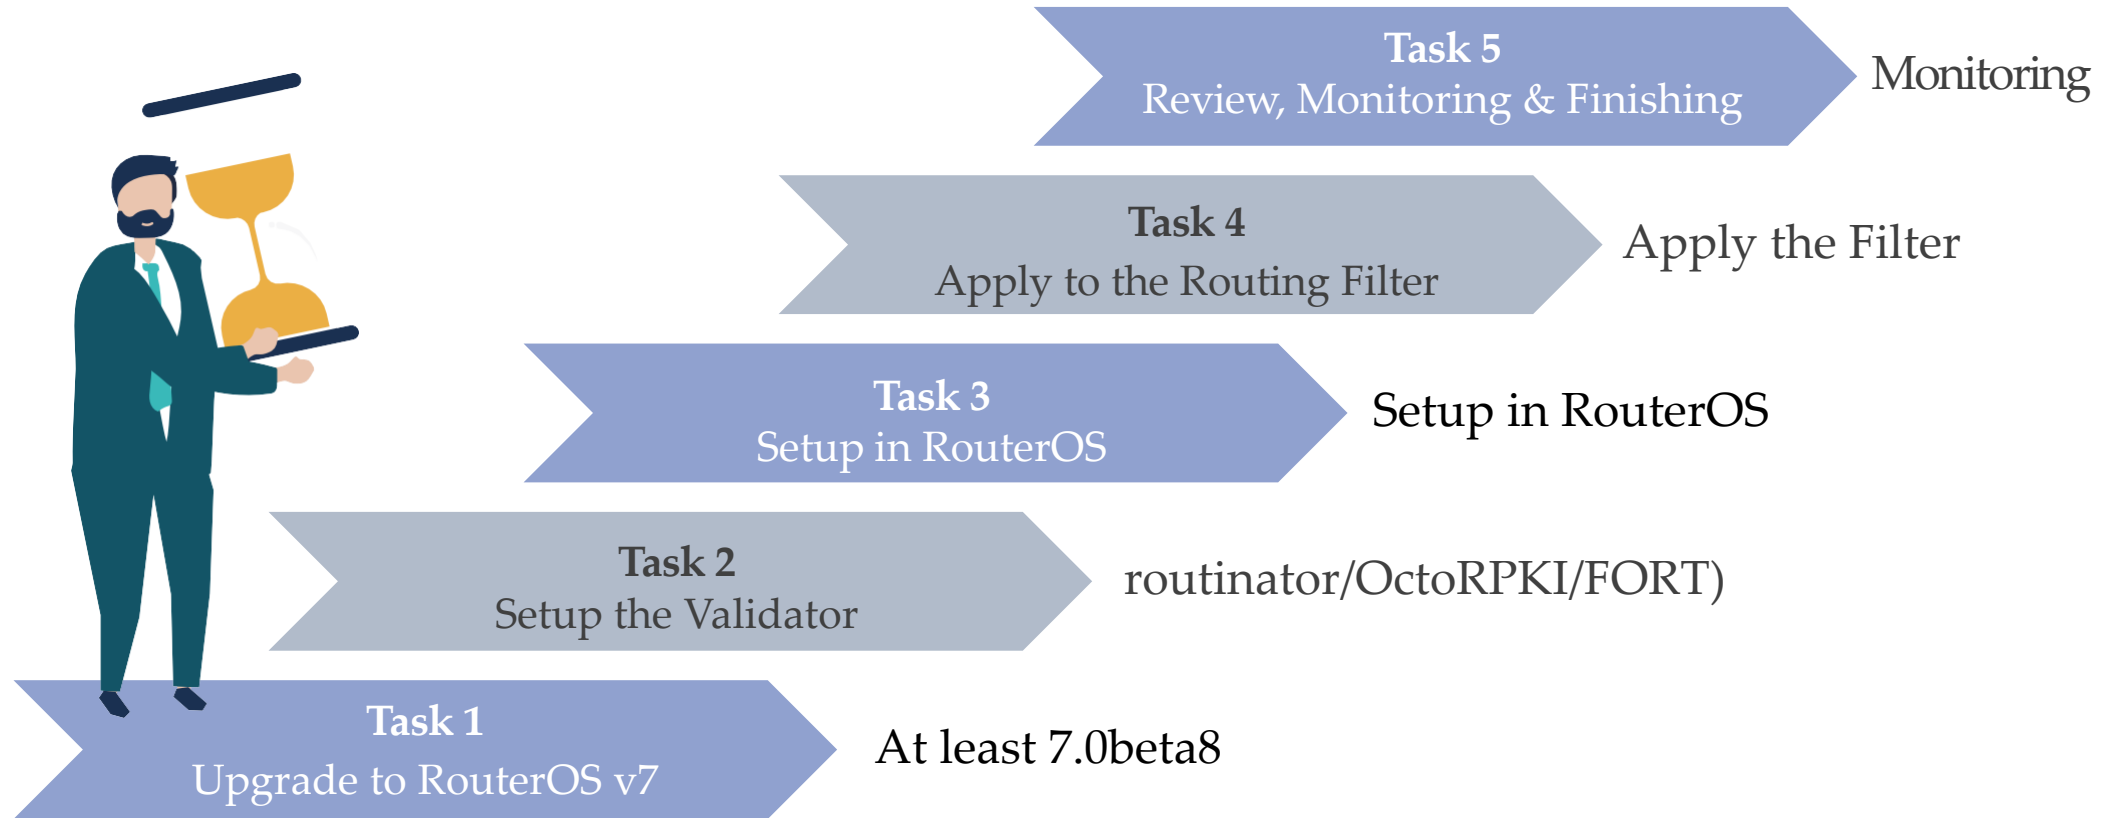 Task 5
Review, Monitoring & Finishing
Monitoring
Task 4
Apply to the Routing Filter
Apply the Filter
Task 3
Setup in RouterOS
Setup in RouterOS
Task 2
Setup the Validator
routinator/OctoRPKI/FORT)
Task 1
Upgrade to RouterOS v7
At least 7.0beta8